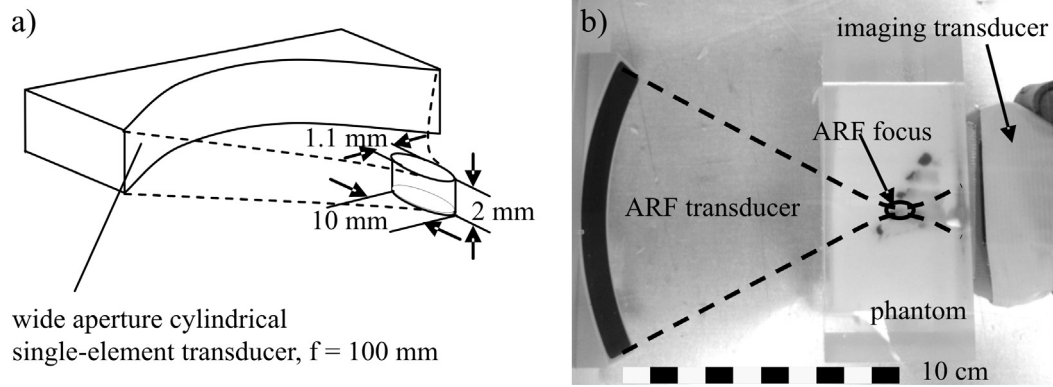 a)
1.1 mm
10 mm
2 mm
wide aperture cylindrical
single-element transducer, f = 100 mm
b)
imaging transducer
ARF focus
ARF transducer
phantom
10 cm